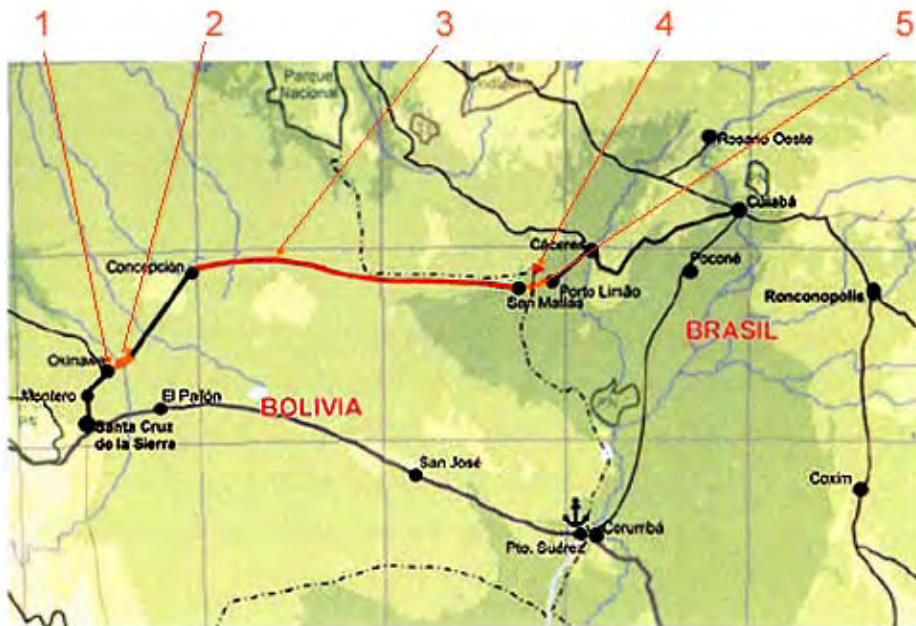 1
2
3
4
5
Parque
Nacional
Rosario Oeste
Cuiabá
Cáceres
Poconé
Concepción
San Matías
Porto Limão
Ronconopolis
BRASIL
Okinawa
Montero
El Pailón
BOLIVIA
Santa Cruz
de la Sierra
San José
Coxim
Pto. Suárez
Corumbá